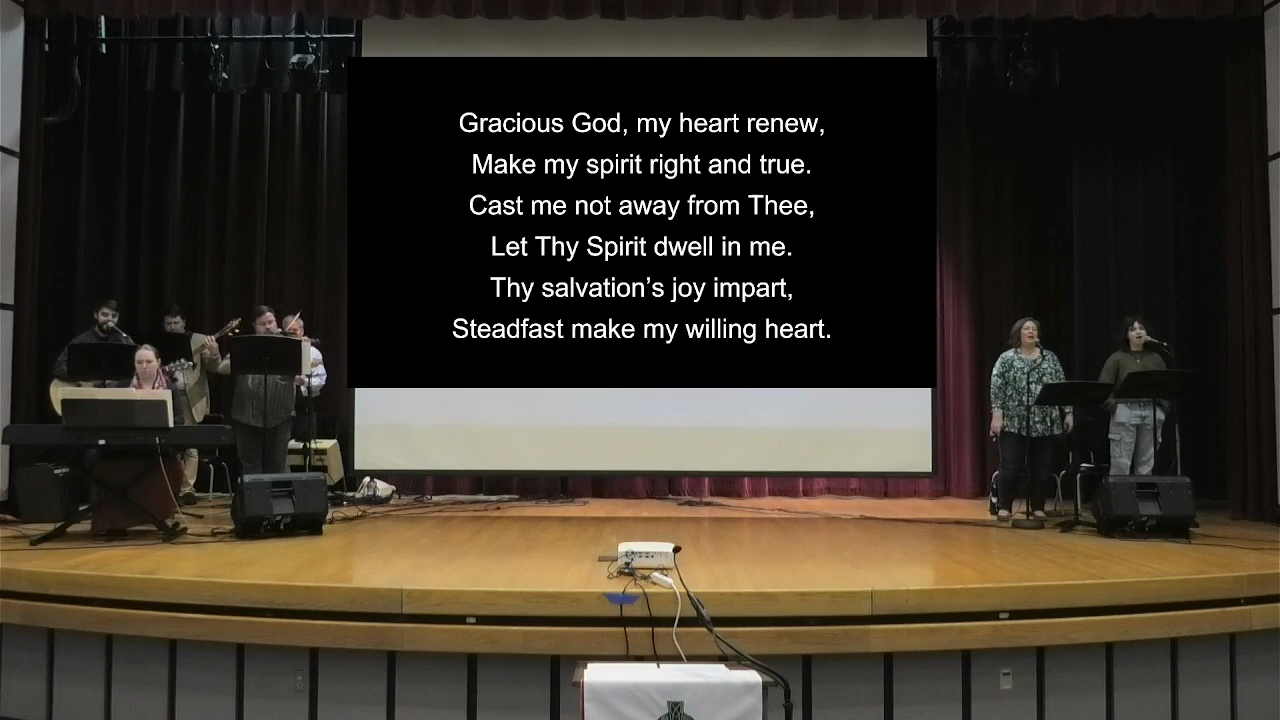 Gracious God, my heart renew,
Make my spirit right and true.
Cast me not away from Thee,
Let Thy Spirit dwell in me.
Thy salvation’s joy impart,
Steadfast make my willing heart.